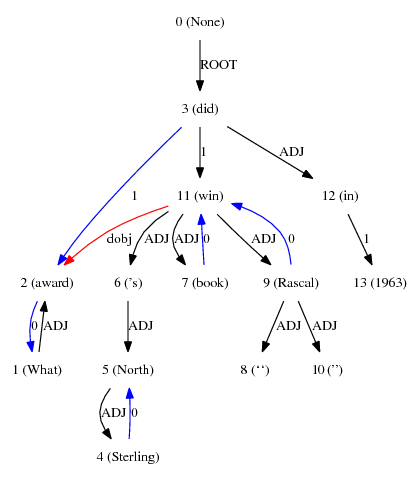 0 (None)
ROOT
3 (did)
1 ADJ
1 11 (win) 12 (in)
dobj ADJ ADJ 0 ADJ 0 1
2 (award) 6 ('s) 7 (book) 9 (Rascal) 13 (1963)
0 ADJ ADJ ADJ ADJ
1 (What) 5 (North) 8 (‘‘) 10 (’’)
ADJ 0
4 (Sterling)